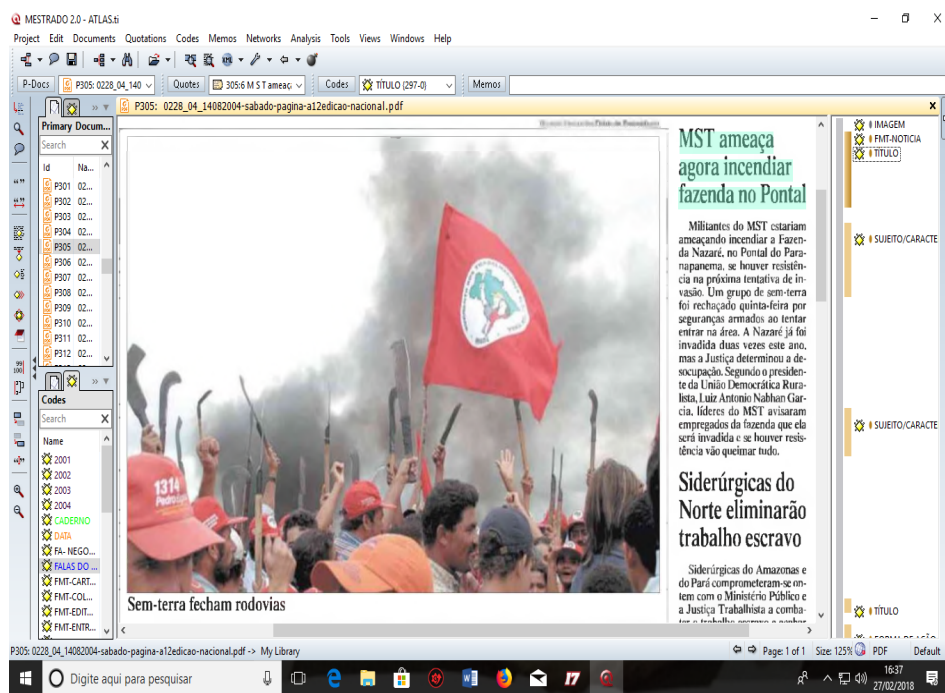 MESTRADO 2.0 - ATLAS.ti
Project Edit Documents Quotations Codes Memos Networks Analysis Tools Views Windows Help
P-Docs P305: 0228_04_140 Quotes 305:6 M S T ameaç Codes TÍTULO (297-0) Memos
P305: 0228_04_14082004-sabado-pagina-a12edicao-nacional.pdf
Primary Docum...
Search
Id Na...
P301 02...
P302 02...
P303 02...
P304 02...
P305 02...
P306 02...
P307 02...
P308 02...
P309 02...
P310 02...
P311 02...
P312 02...
Codes
Search
Name
2001
2002
2003
2004
CADERNO
DATA
FA- NEGO...
FALAS DO ...
FMT-CART...
FMT-COL...
FMT-EDIT...
FMT-ENTR...
1314
Sem-terra fecham rodovias
MST ameaça
agora incendiar
fazenda no Pontal
Militantes do MST estariam
ameaçando incendiar a Fazen-
da Nazaré, no Pontal do Para-
napanema, se houver resistên-
cia na próxima tentativa de in-
vasão. Um grupo de sem-terra
foi rechaçado quinta-feira por
seguranças armados ao tentar
entrar na área. A Nazaré já foi
invadida duas vezes este ano,
mas a Justiça determinou a de-
socupação. Segundo o presiden-
te da União Democrática Rura-
lista, Luiz Antonio Nabhan Gar-
cia, líderes do MST avisaram
empregados da fazenda que ela
será invadida e se houver resis-
tência vão queimar tudo.
Siderúrgicas do
Norte eliminarão
trabalho escravo
Siderúrgicas do Amazonas e
do Pará comprometeram-se on-
tem com o Ministério Público e
a Justiça Trabalhista a comba-
ter o trabalho escravo e ganhar
IMAGEM
FMT-NOTICIA
TÍTULO
SUJEITO/CARACTE
SUJEITO/CARACTE
TÍTULO
FORMA DE AÇÃO
P305: 0228_04_14082004-sabado-pagina-a12edicao-nacional.pdf -> My Library
Page: 1 of 1 Size: 125% PDF Default
Digite aqui para pesquisar
16:37
27/02/2018